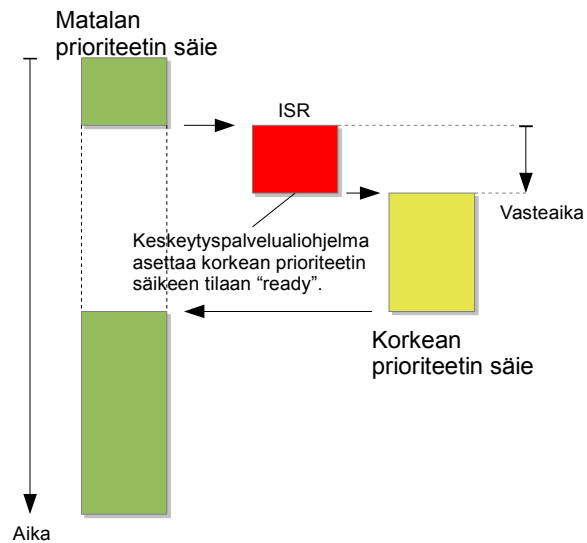 Matalan
prioriteetin säie
ISR
Vasteaika
Keskeytyspalvelualiohjelma
asettaa korkean prioriteetin
säikeen tilaan “ready”.
Korkean
prioriteetin säie
Aika